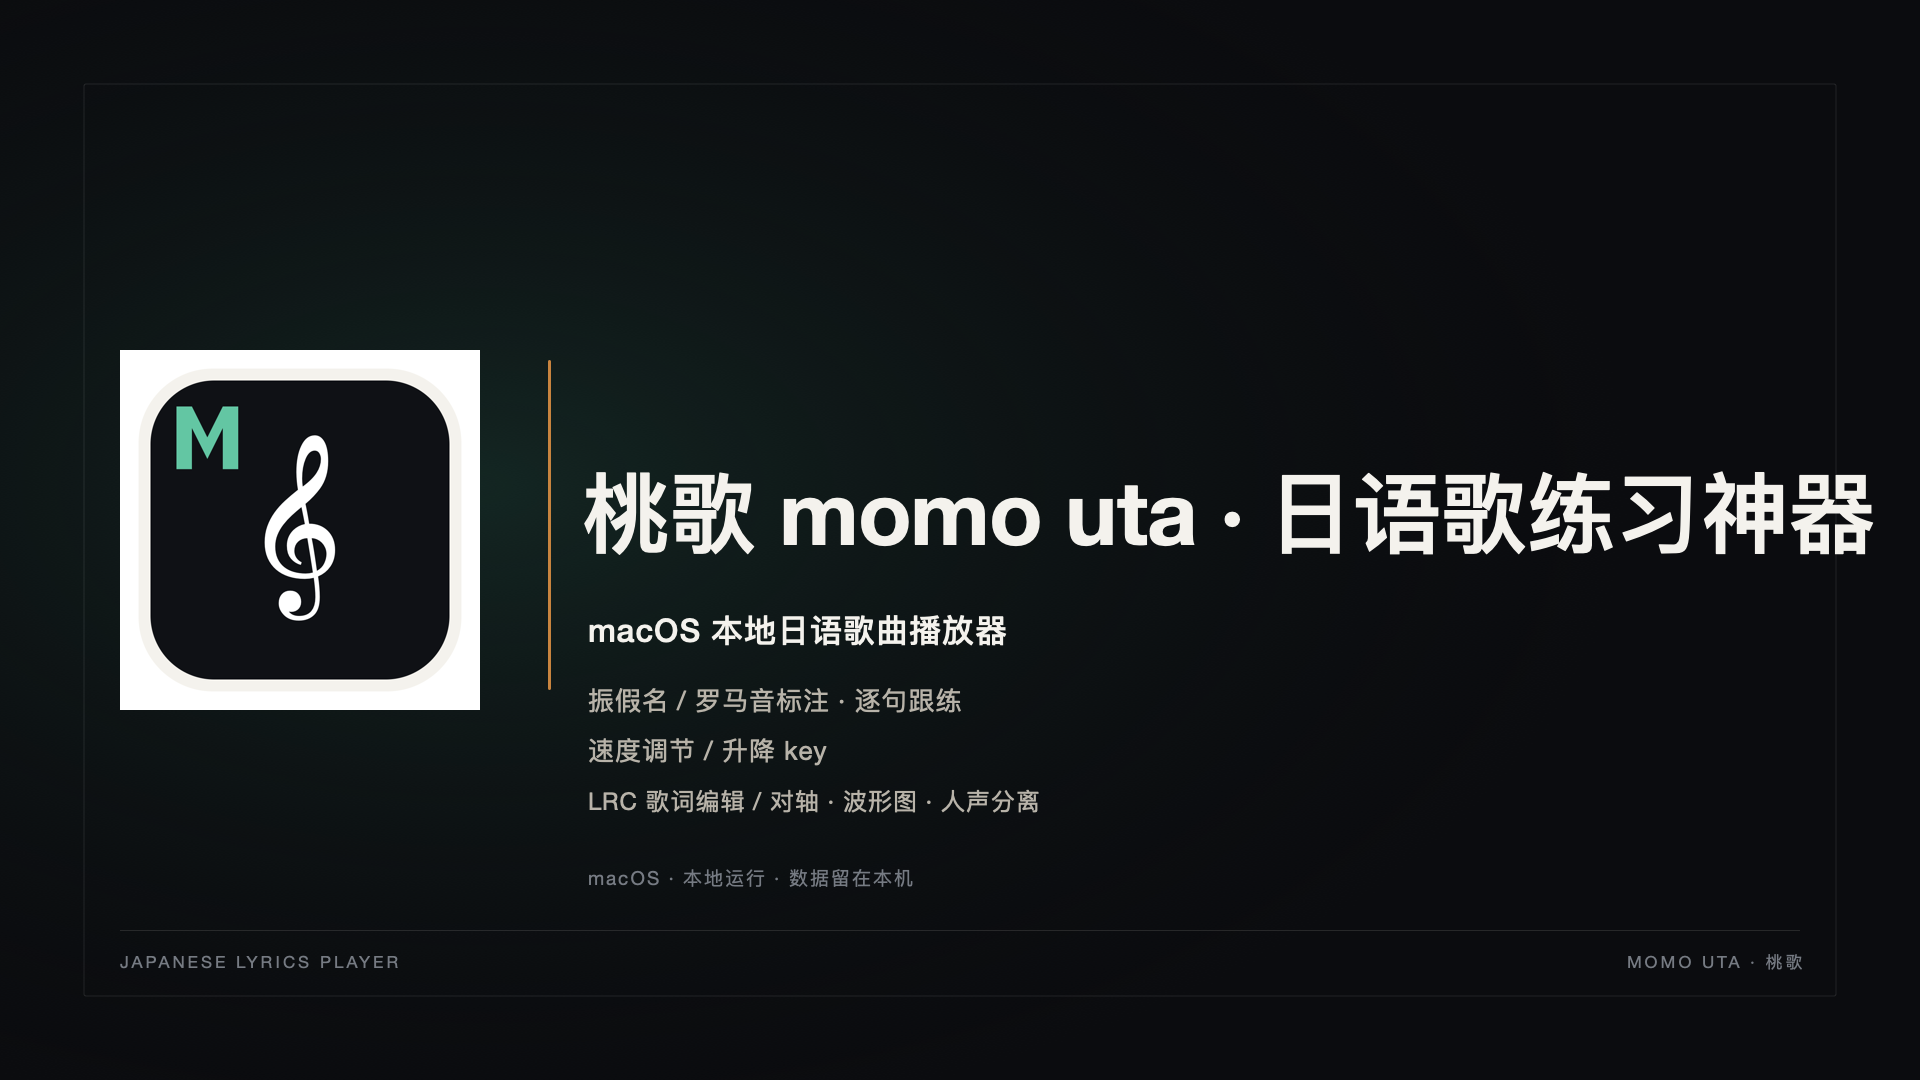 M
桃歌 momo uta · 日语歌练习神器
macOS 本地日语歌曲播放器
振假名 / 罗马音标注 · 逐句跟练
速度调节 / 升降 key
LRC 歌词编辑 / 对轴 · 波形图 · 人声分离
macOS · 本地运行 · 数据留在本机
JAPANESE LYRICS PLAYER
MOMO UTA · 桃歌